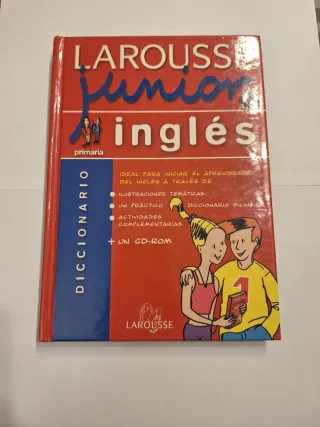 LAROUSSE
junior
inglés
primaria
DICCIONARIO
IDEAL PARA INICIAR EL APRENDIZAJE
DEL INGLÉS A TRAVÉS DE
ILUSTRACIONES TEMÁTICAS
UN PRÁCTICO DICCIONARIO BILINGÜE
ACTIVIDADES
COMPLEMENTARIAS
+ UN CD-ROM
1
LAROUSSE